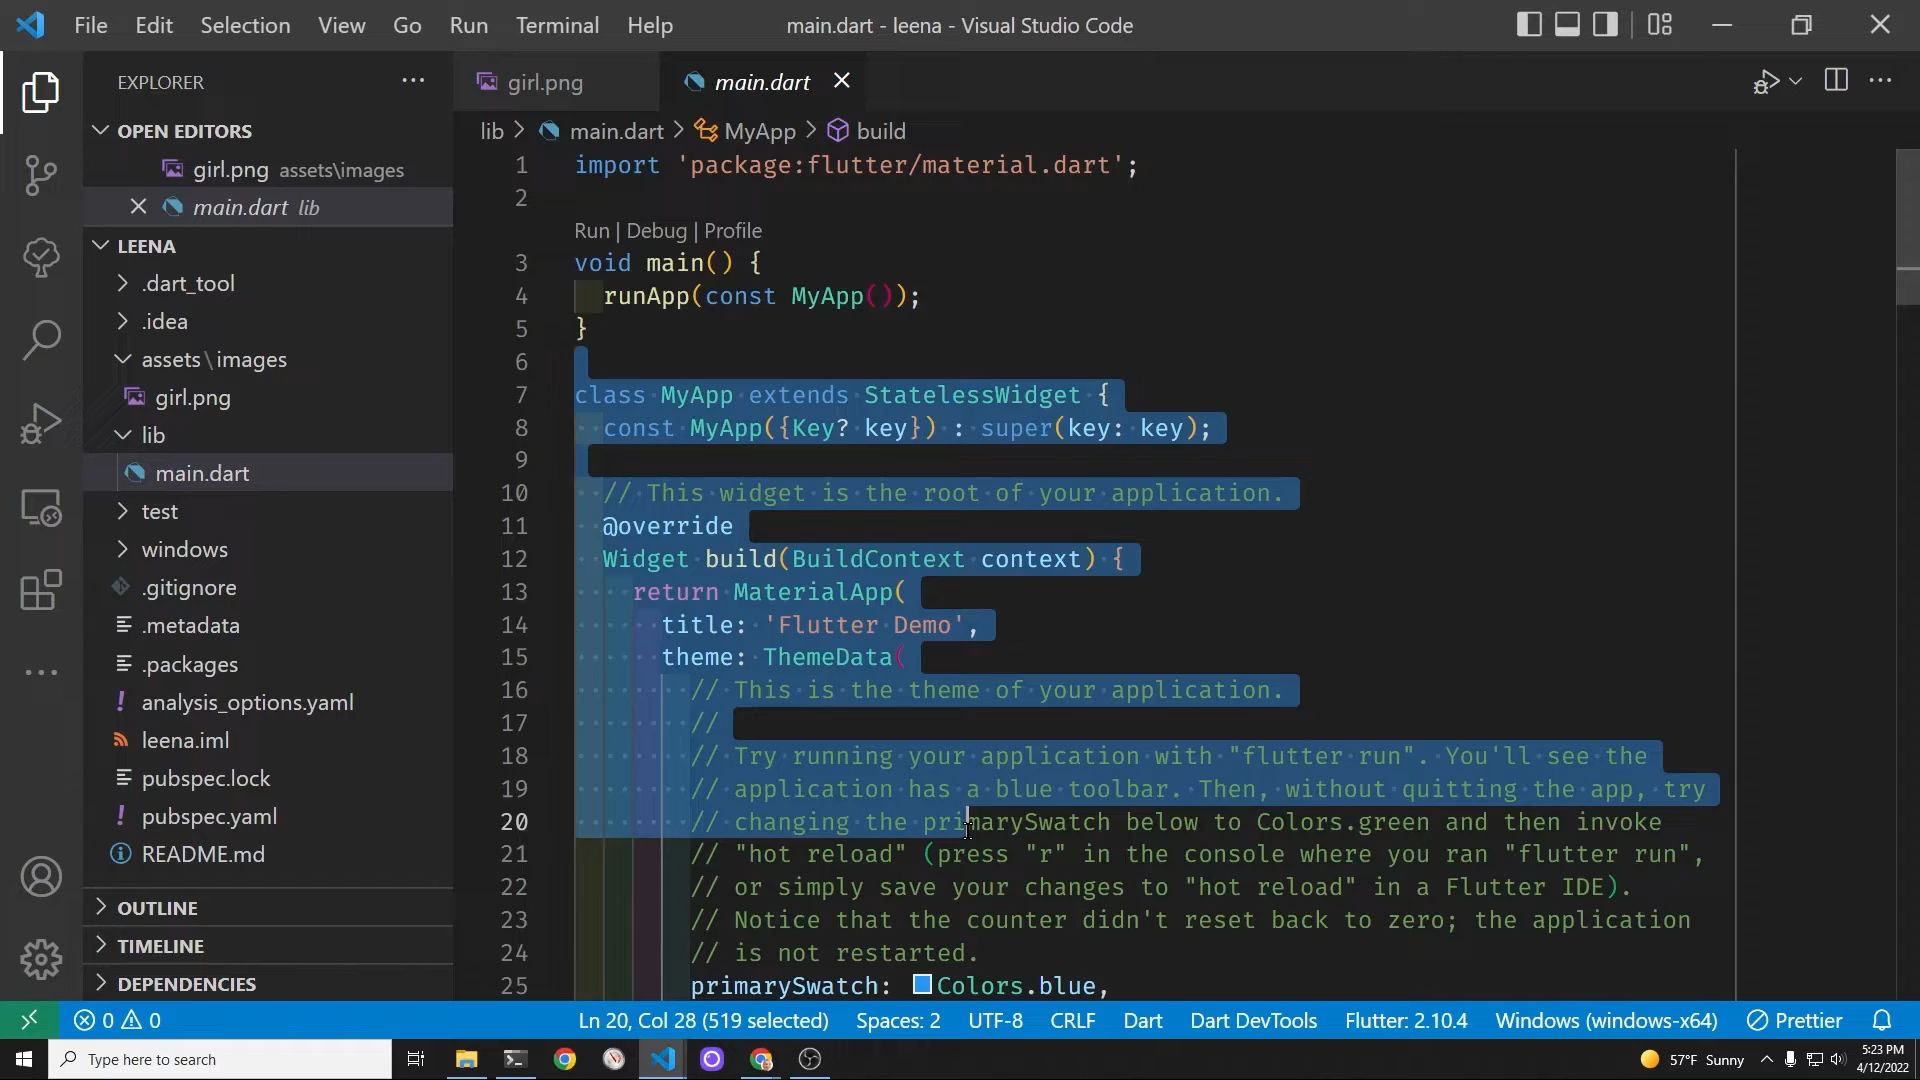 File Edit Selection View Go Run Terminal Help main.dart - leena - Visual Studio Code
EXPLORER
OPEN EDITORS
girl.png assets\images
main.dart lib
LEENA
.dart_tool
.idea
assets\images
girl.png
lib
main.dart
test
windows
.gitignore
.metadata
.packages
analysis_options.yaml
leena.iml
pubspec.lock
pubspec.yaml
README.md
OUTLINE
TIMELINE
DEPENDENCIES
girl.png main.dart
lib > main.dart > MyApp > build
1 import 'package:flutter/material.dart';
2
Run | Debug | Profile
3 void main() {
4 runApp(const MyApp());
5 }
6
7 class MyApp extends StatelessWidget {
8 const MyApp({Key? key}) : super(key: key);
9
10 // This widget is the root of your application.
11 @override
12 Widget build(BuildContext context) {
13 return MaterialApp(
14 title: 'Flutter Demo',
15 theme: ThemeData(
16 // This is the theme of your application.
17 //
18 // Try running your application with "flutter run". You'll see the
19 // application has a blue toolbar. Then, without quitting the app, try
20 // changing the primarySwatch below to Colors.green and then invoke
21 // "hot reload" (press "r" in the console where you ran "flutter run",
22 // or simply save your changes to "hot reload" in a Flutter IDE).
23 // Notice that the counter didn't reset back to zero; the application
24 // is not restarted.
25 primarySwatch: Colors.blue,
0 0 Ln 20, Col 28 (519 selected) Spaces: 2 UTF-8 CRLF Dart Dart DevTools Flutter: 2.10.4 Windows (windows-x64) Prettier
Type here to search 57°F Sunny 5:23 PM
4/12/2022